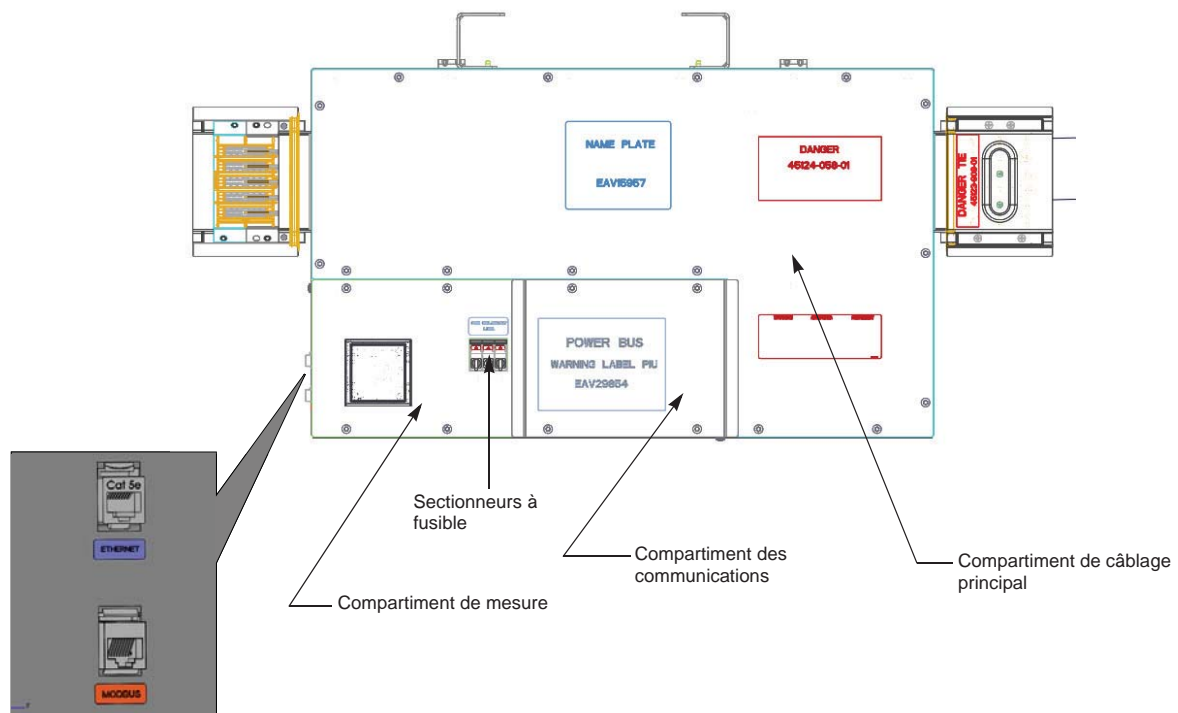 NAME PLATE
EAV15957
DANGER
45124-058-01
DANGER TIE
POWER BUS
WARNING LABEL PIU
EAV29854
Cat 5e
ETHERNET
MODBUS
Sectionneurs à
fusible
Compartiment des
communications
Compartiment de câblage
principal
Compartiment de mesure